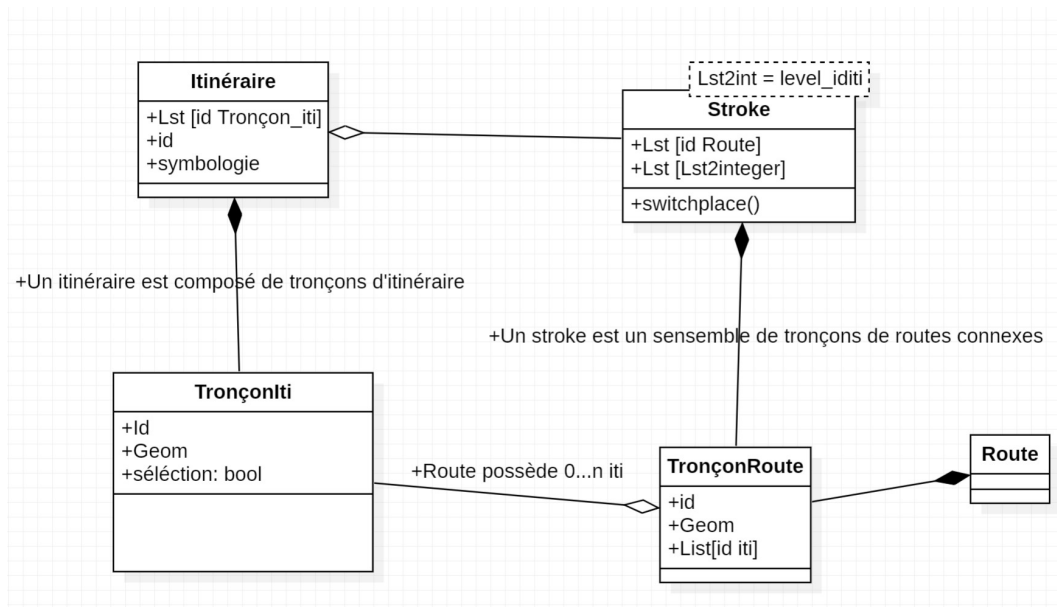 Itinéraire
+Lst [id Tronçon_iti]
+id
+symbologie
Lst2int = level_iditi
Stroke
+Lst [id Route]
+Lst [Lst2integer]
+switchplace()
+Un itinéraire est composé de tronçons d'itinéraire
+Un stroke est un sensemble de tronçons de routes connexes
TronçonIti
+Id
+Geom
+séléction: bool
+Route possède 0...n iti
TronçonRoute
+id
+Geom
+List[id iti]
Route